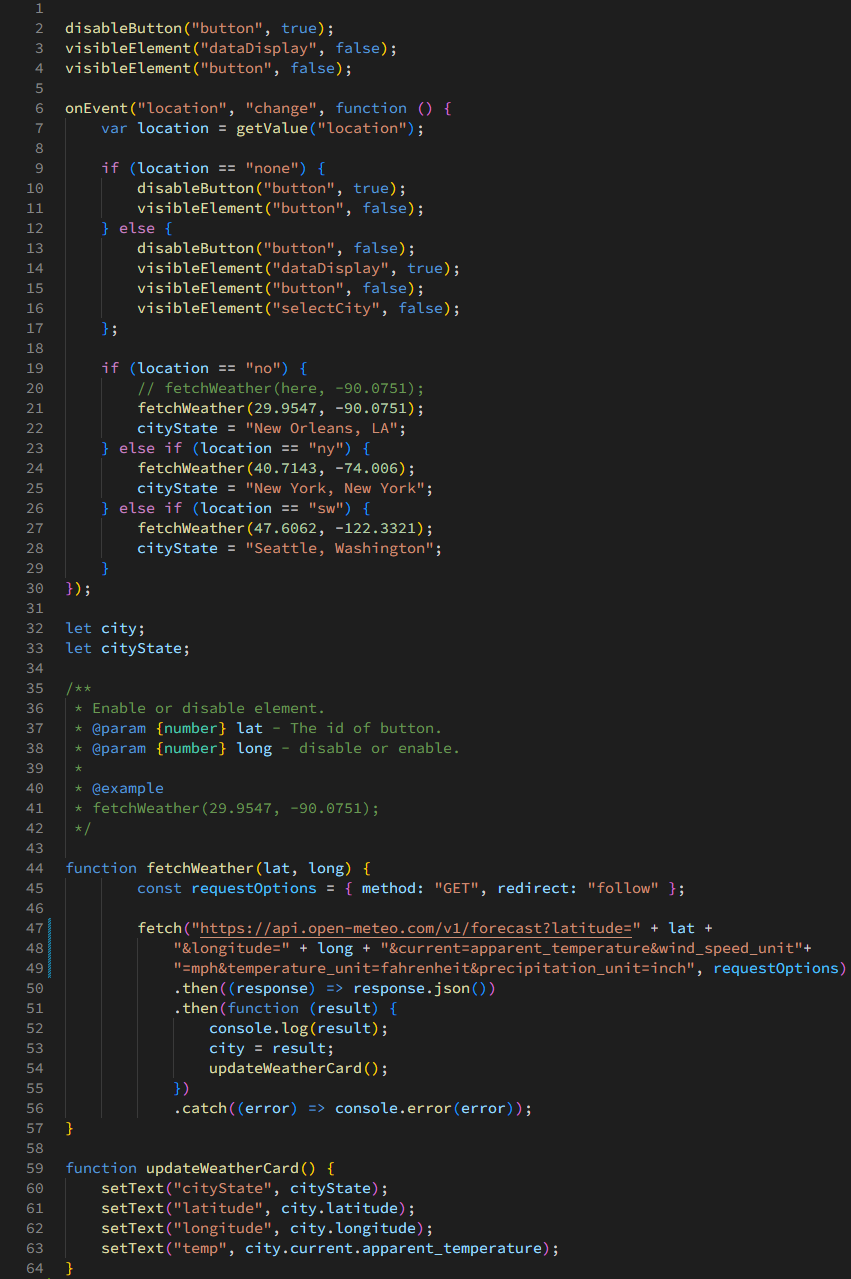 1
2 disableButton("button", true);
3 visibleElement("dataDisplay", false);
4 visibleElement("button", false);
5
6 onEvent("location", "change", function () {
7     var location = getValue("location");
8
9     if (location == "none") {
10         disableButton("button", true);
11         visibleElement("button", false);
12     } else {
13         disableButton("button", false);
14         visibleElement("dataDisplay", true);
15         visibleElement("button", false);
16         visibleElement("selectCity", false);
17     };
18
19     if (location == "no") {
20         // fetchWeather(here, -90.0751);
21         fetchWeather(29.9547, -90.0751);
22         cityState = "New Orleans, LA";
23     } else if (location == "ny") {
24         fetchWeather(40.7143, -74.006);
25         cityState = "New York, New York";
26     } else if (location == "sw") {
27         fetchWeather(47.6062, -122.3321);
28         cityState = "Seattle, Washington";
29     }
30 });
31
32 let city;
33 let cityState;
34
35 /**
36  * Enable or disable element.
37  * @param {number} lat - The id of button.
38  * @param {number} long - disable or enable.
39  *
40  * @example
41  * fetchWeather(29.9547, -90.0751);
42  */
43
44 function fetchWeather(lat, long) {
45         const requestOptions = { method: "GET", redirect: "follow" };
46
47         fetch("https://api.open-meteo.com/v1/forecast?latitude=" + lat +
48             "&longitude=" + long + "&current=apparent_temperature&wind_speed_unit"+
49             "=mph&temperature_unit=fahrenheit&precipitation_unit=inch", requestOptions)
50             .then((response) => response.json())
51             .then(function (result) {
52                 console.log(result);
53                 city = result;
54                 updateWeatherCard();
55             })
56             .catch((error) => console.error(error));
57 }
58
59 function updateWeatherCard() {
60     setText("cityState", cityState);
61     setText("latitude", city.latitude);
62     setText("longitude", city.longitude);
63     setText("temp", city.current.apparent_temperature);
64 }